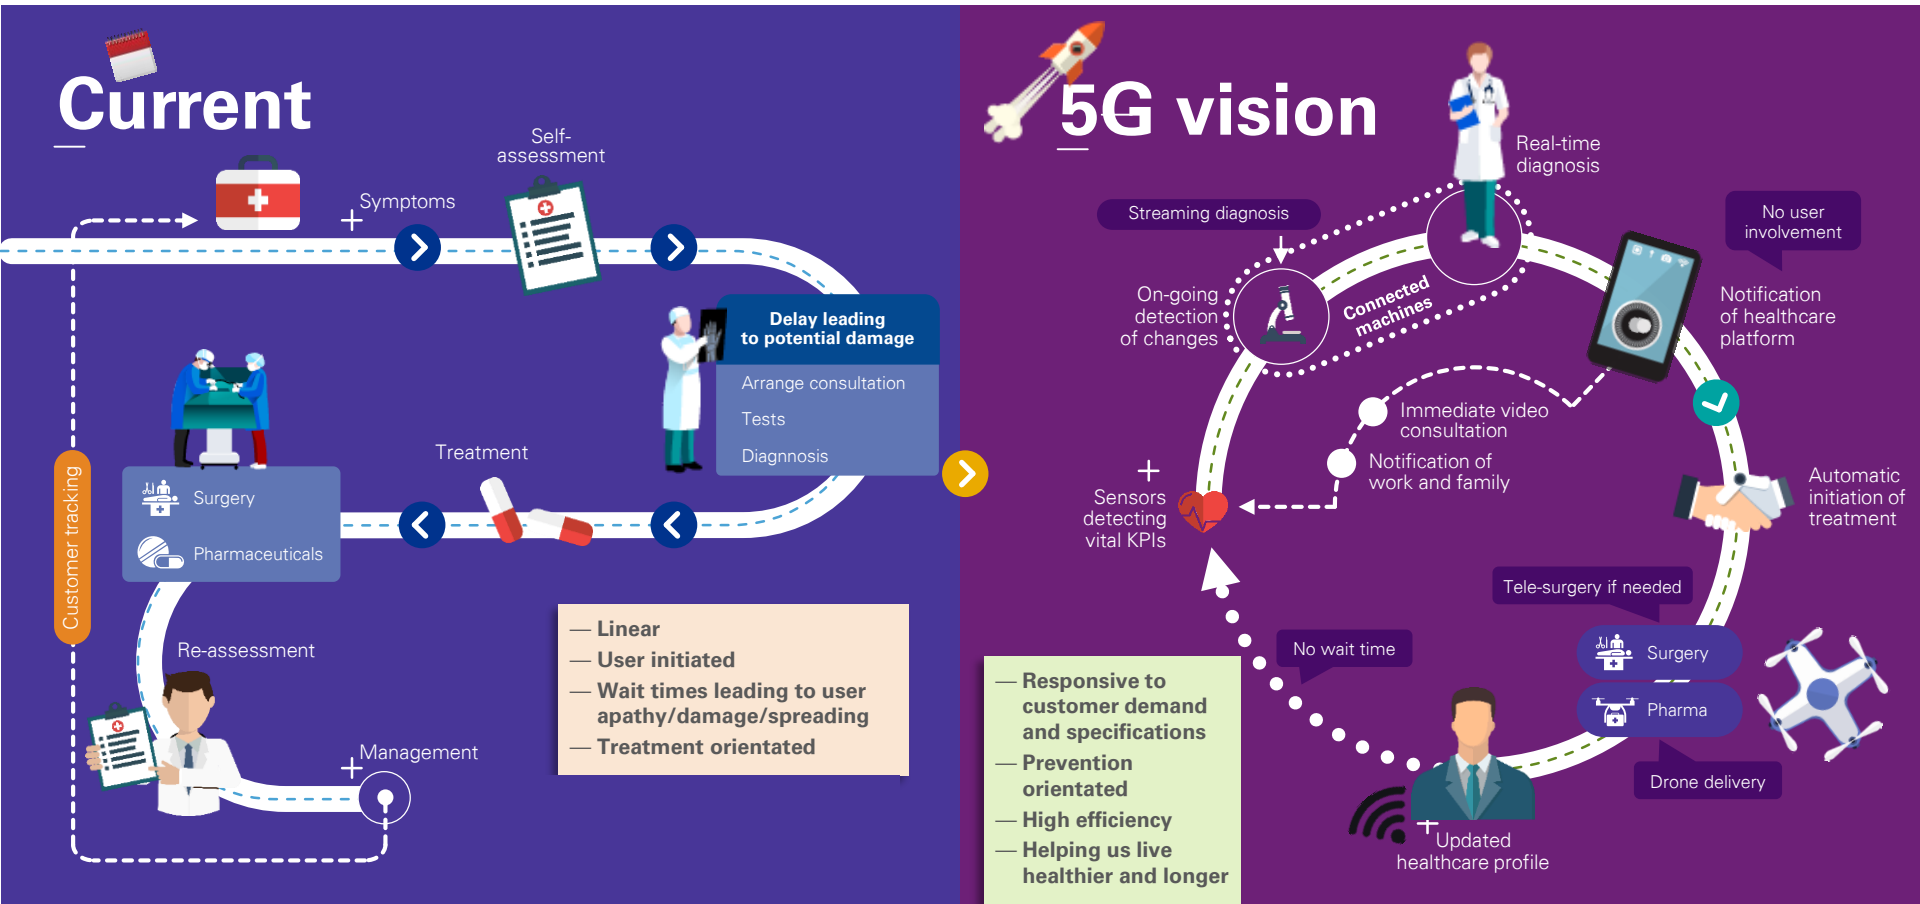 Current
Self-
assessment
Symptoms
Delay leading
to potential damage
Arrange consultation
Tests
Diagnnosis
Treatment
Surgery
Pharmaceuticals
Customer tracking
Re-assessment
Management
— Linear
— User initiated
— Wait times leading to user
apathy/damage/spreading
— Treatment orientated
5G vision
Real-time
diagnosis
Streaming diagnosis
No user
involvement
On-going
detection
of changes
Connected
machines
Notification
of healthcare
platform
Immediate video
consultation
Notification of
work and family
Sensors
detecting
vital KPIs
Automatic
initiation of
treatment
Tele-surgery if needed
Surgery
Pharma
No wait time
Drone delivery
Updated
healthcare profile
— Responsive to
customer demand
and specifications
— Prevention
orientated
— High efficiency
— Helping us live
healthier and longer